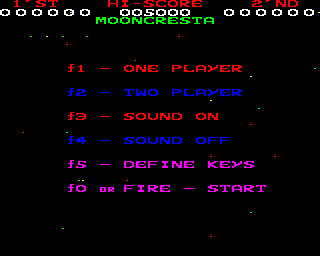 1'ST HI-SCORE 2'ND
000000 005000 000000
MOONCRESTA
f1 - ONE PLAYER
f2 - TWO PLAYER
f3 - SOUND ON
f4 - SOUND OFF
f5 - DEFINE KEYS
f0 OR FIRE - START